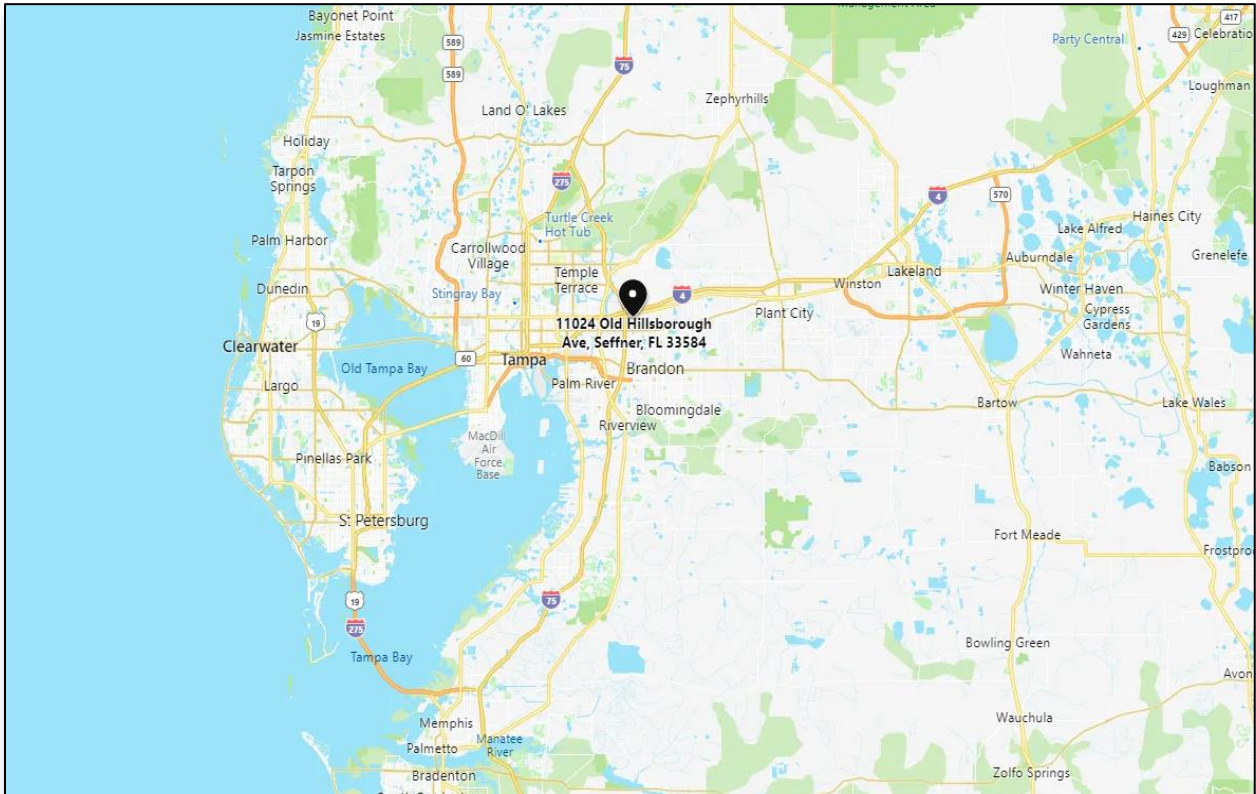 Management Area
417
Bayonet Point
429
Celebratio
Jasmine Estates
589
Party Central
75
589
Loughman
Zephyrhills
Land O' Lakes
Holiday
Tarpon
Springs
275
4
570
Turtle Creek
Hot Tub
Haines City
Lake Alfred
Palm Harbor
Carrollwood
Village
Grenelefe
Auburndale
Temple
Terrace
Lakeland
Winston
Dunedin
Stingray Bay
4
Winter Haven
Plant City
Cypress
Gardens
19
11024 Old Hillsborough
Ave, Seffner, FL 33584
Clearwater
60
Tampa
Wahneta
Old Tampa Bay
Brandon
Largo
Palm River
Bartow
Lake Wales
Bloomingdale
Riverview
MacDill
Air
Force
Base
Pinellas Park
Babson
St Petersburg
Fort Meade
Frostpro
75
19
275
Bowling Green
Tampa Bay
Avon
Memphis
Wauchula
Palmetto
Manatee
River
Bradenton
Zolfo Springs